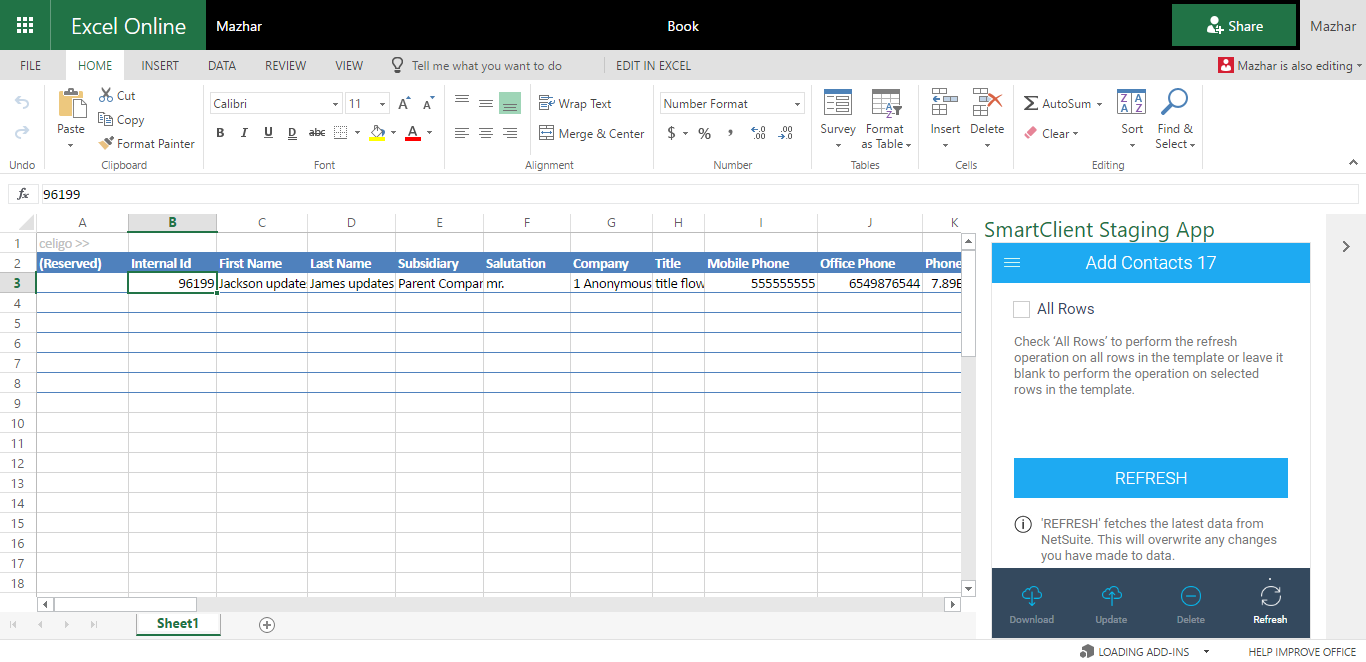 Excel Online Mazhar Book Share Mazhar
FILE HOME INSERT DATA REVIEW VIEW Tell me what you want to do EDIT IN EXCEL Mazhar is also editing
Paste Cut Copy Format Painter
Calibri 11 A A
B I U D abc A
Wrap Text
Merge & Center
Number Format
$ % , .00 .00
Survey Format as Table
Insert Delete
AutoSum
Clear
Sort Find & Select
Undo Clipboard Font Alignment Number Tables Cells Editing
fx 96199
A B C D E F G H I J K
1 celigo >>
2 (Reserved) Internal Id First Name Last Name Subsidiary Salutation Company Title Mobile Phone Office Phone Phone
3 96199 Jackson update James updates Parent Compar mr. 1 Anonymous title flow 555555555 6549876544 7.89E
4
5
6
7
8
9
10
11
12
13
14
15
16
17
18
Sheet1
SmartClient Staging App
Add Contacts 17
All Rows
Check 'All Rows' to perform the refresh
operation on all rows in the template or leave it
blank to perform the operation on selected
rows in the template.
REFRESH
'REFRESH' fetches the latest data from
NetSuite. This will overwrite any changes
you have made to data.
Download Update Delete Refresh
LOADING ADD-INS HELP IMPROVE OFFICE